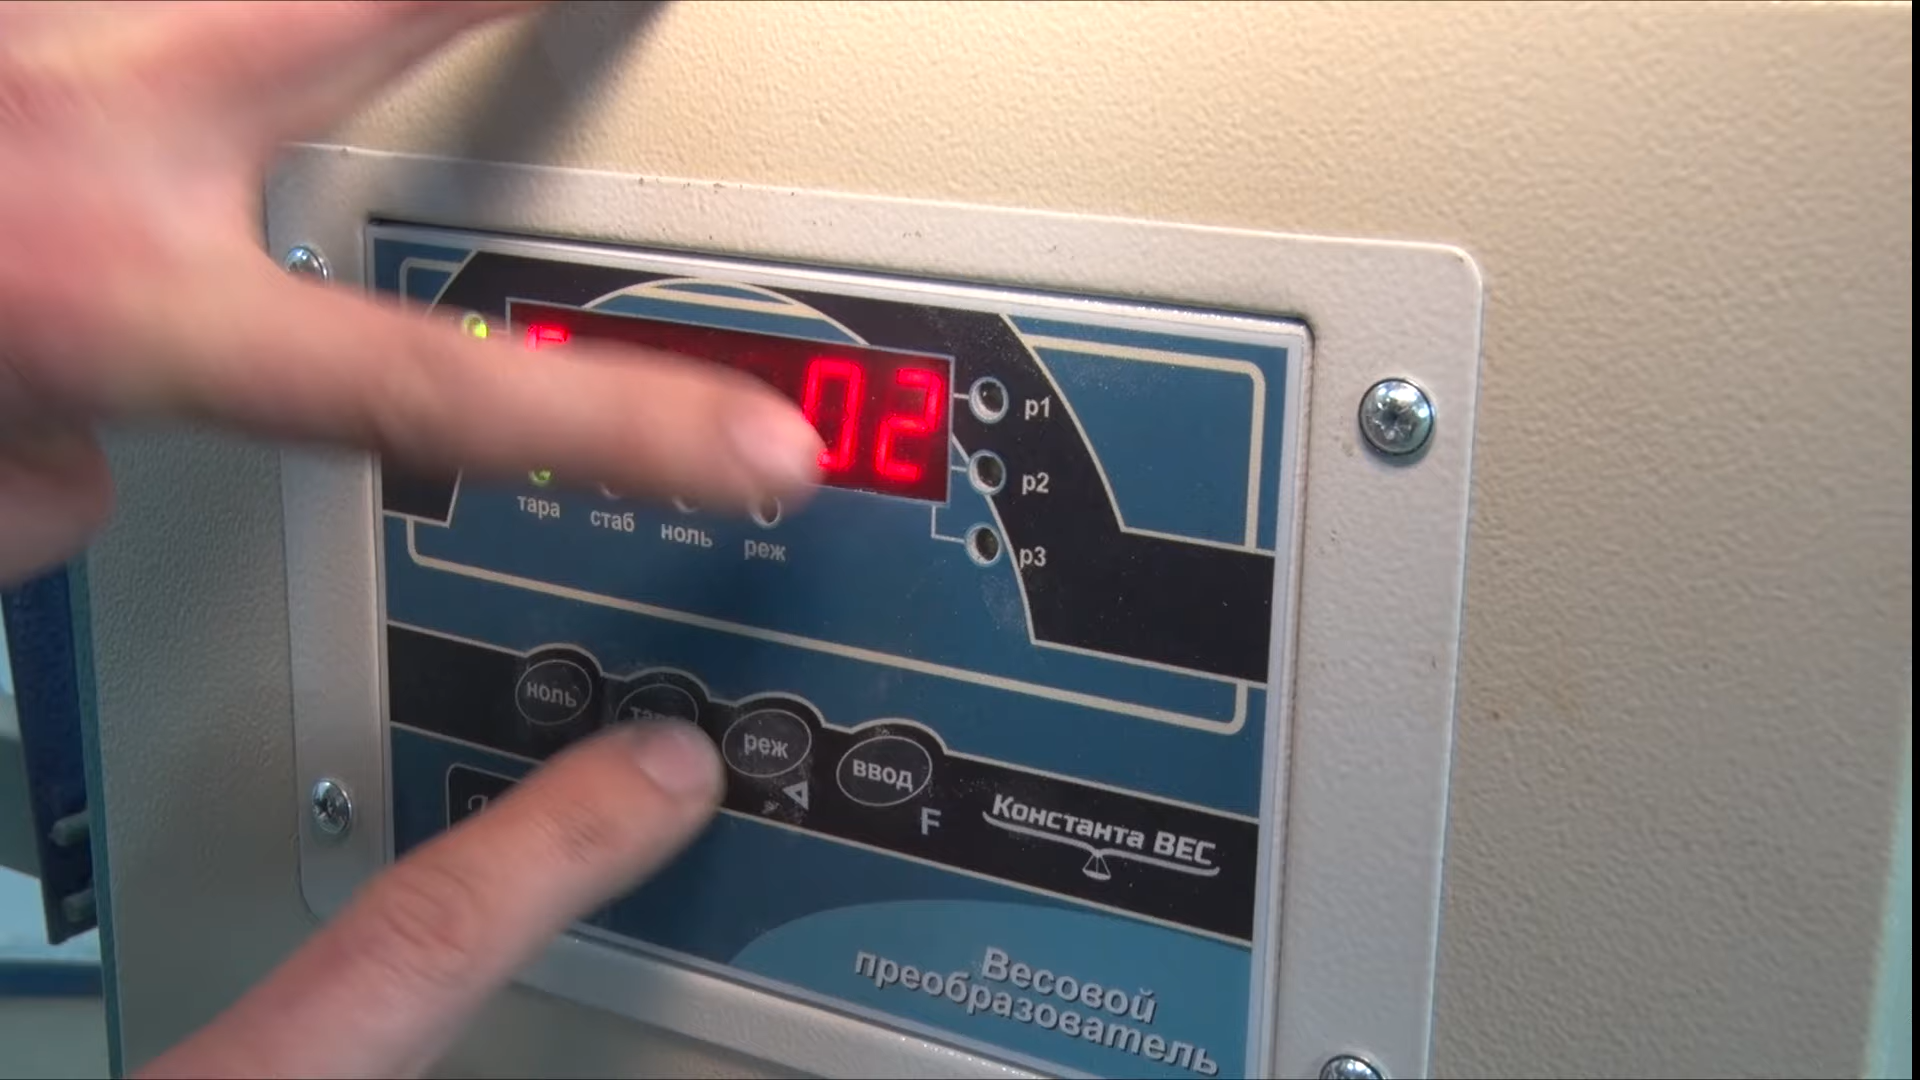 02
p1
p2
p3
тара
стаб
ноль
реж
ноль
реж
ввод
F
Константа ВЕС
Весовой
преобразователь